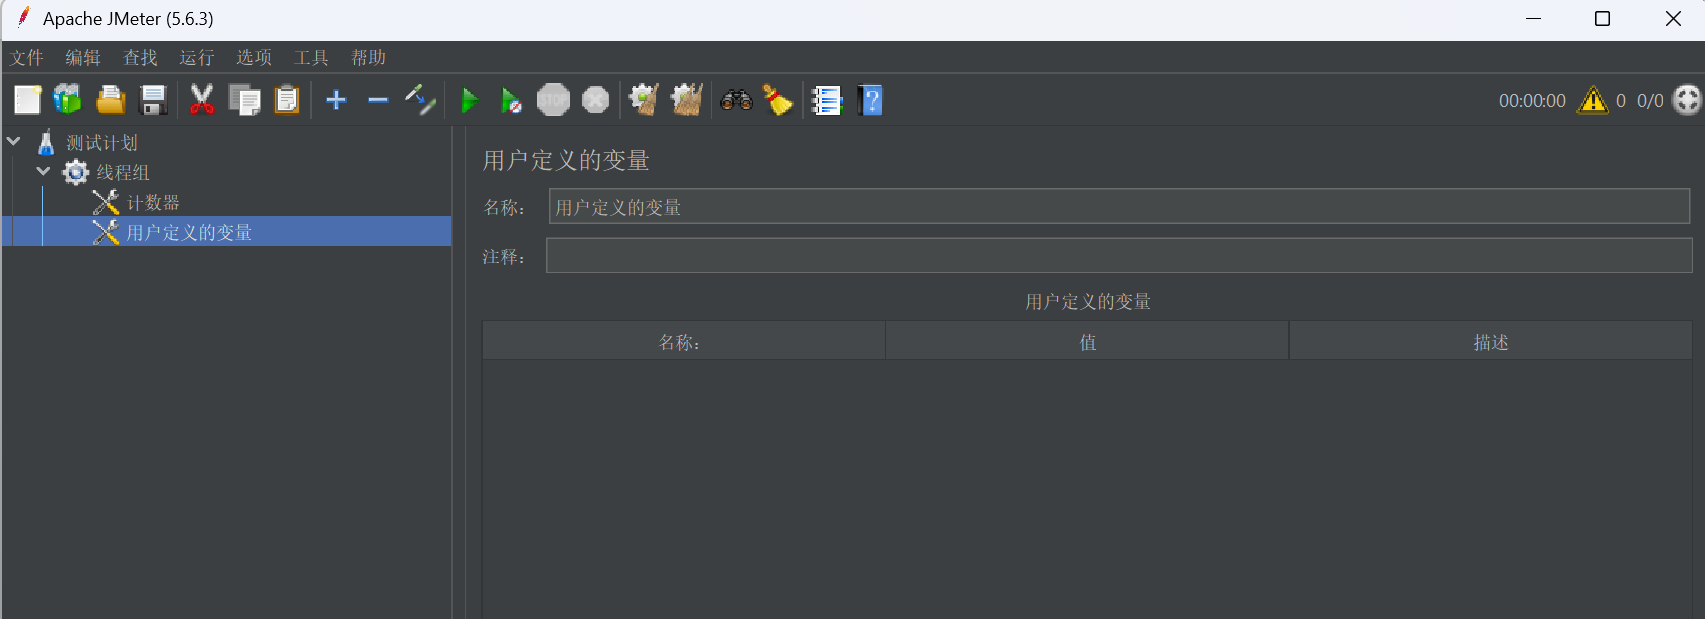 Apache JMeter (5.6.3)
文件 编辑 查找 运行 选项 工具 帮助
STOP 00:00:00 0 0/0
测试计划
线程组
计数器
用户定义的变量
用户定义的变量
名称： 用户定义的变量
注释：
用户定义的变量
名称： 值 描述